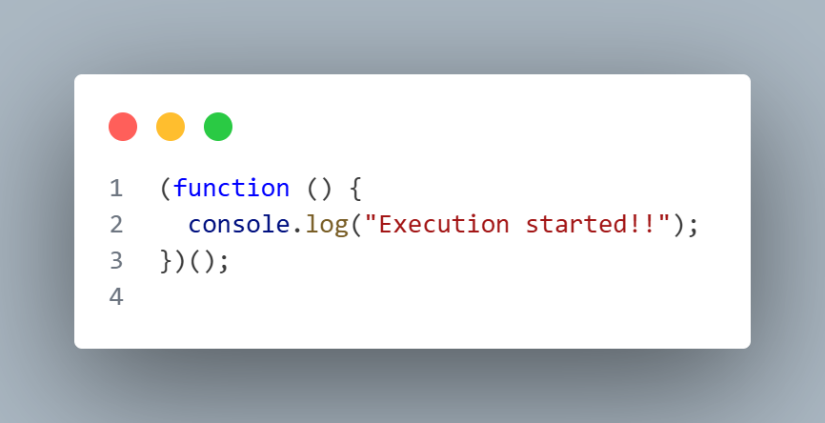 1 (function () {
2   console.log("Execution started!!");
3 })();
4